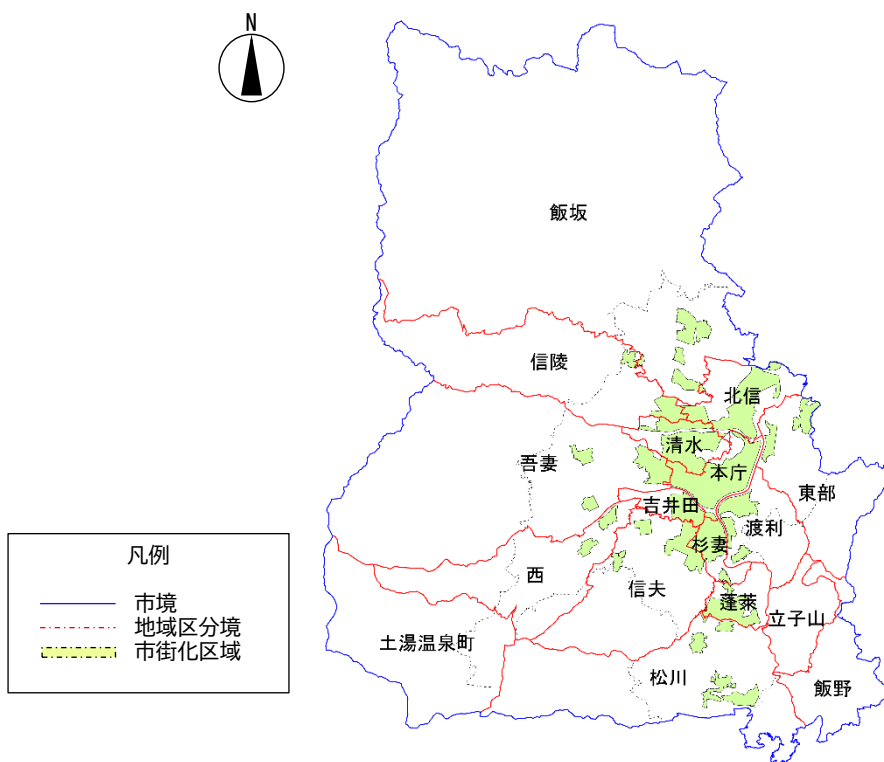 N
飯坂
信陵
北信
清水
吾妻
本庁
東部
吉井田
渡利
杉妻
西
信夫
蓬萊
立子山
土湯温泉町
松川
飯野
凡例
市境
地域区分境
市街化区域